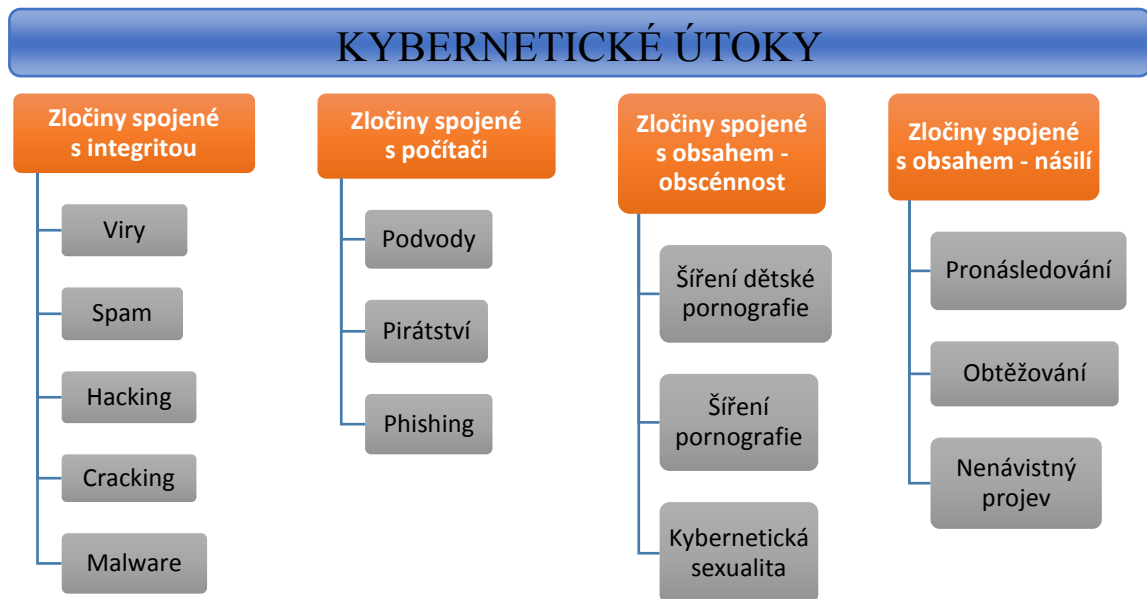 KYBERNETICKÉ ÚTOKY
Zločiny spojené
s integritou
Viry
Spam
Hacking
Cracking
Malware
Zločiny spojené
s počítači
Podvody
Pirátství
Phishing
Zločiny spojené
s obsahem -
obscénnost
Šíření dětské
pornografie
Šíření
pornografie
Kybernetická
sexualita
Zločiny spojené
s obsahem - násilí
Pronásledování
Obtěžování
Nenávistný
projev